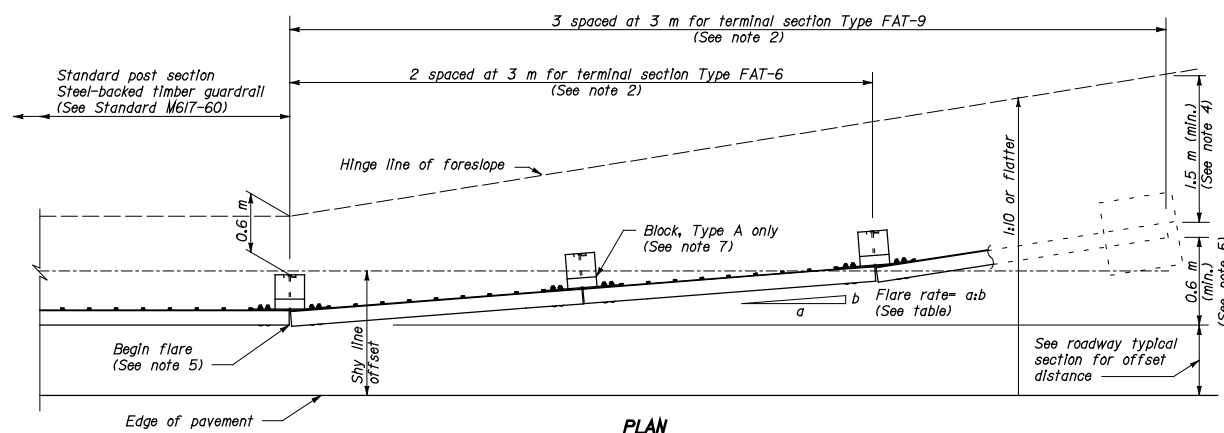 3 spaced at 3 m for terminal section Type FAT-9
(See note 2)
Standard post section
Steel-backed timber guardrail
(See Standard M617-60)
2 spaced at 3 m for terminal section Type FAT-6
(See note 2)
Hinge line of foreslope
0.6 m
Block, Type A only
(See note 7)
1:10 or flatter
1.5 m (min.)
(See note 4)
0.6 m
(min.)
(See note 5)
Flare rate= a:b
(See table)
a
b
Begin flare
(See note 5)
Shy line
offset
See roadway typical
section for offset
distance
Edge of pavement
PLAN